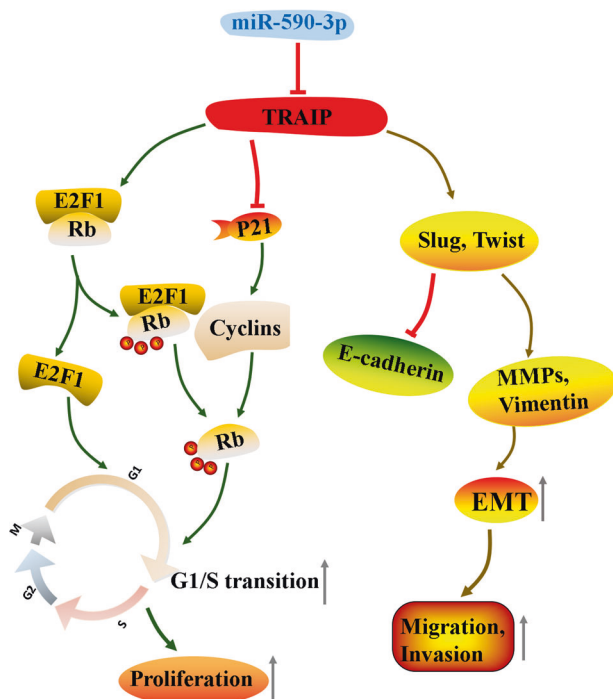 miR-590-3p
TRAIP
E2F1
Rb
P21
Slug, Twist
E2F1
Rb
Cyclins
E-cadherin
E2F1
MMPs,
Vimentin
Rb
G1
EMT
M
G2
S
G1/S transition
Migration,
Invasion
Proliferation